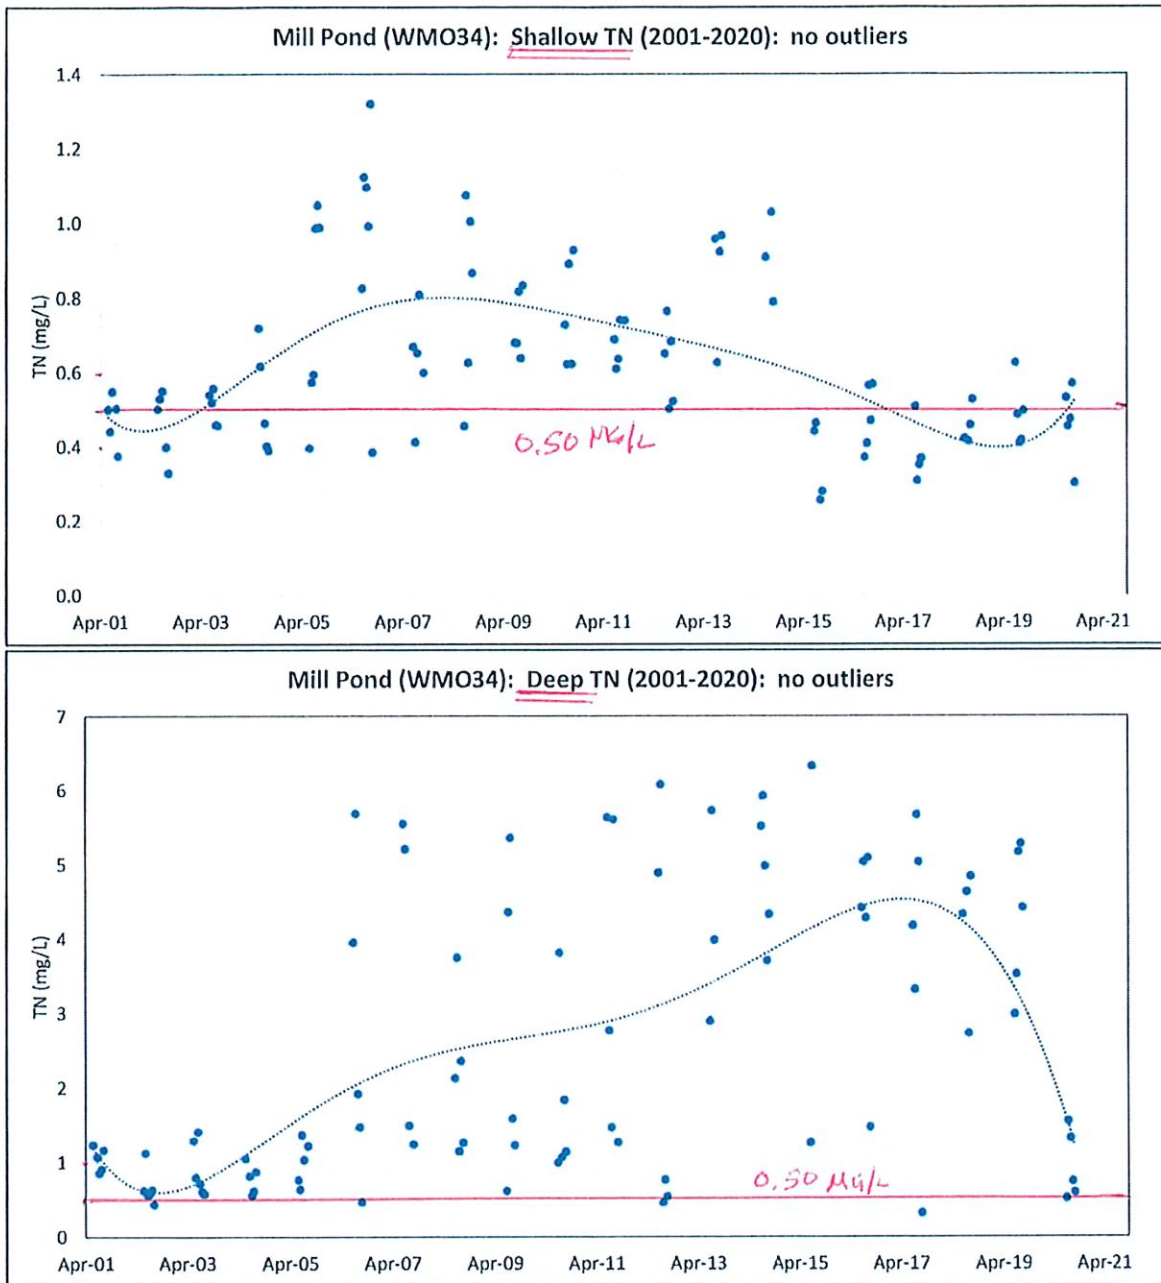 Mill Pond (WMO34): Shallow TN (2001-2020): no outliers
1.4
1.2
1.0
0.8
0.6
0.4
0.2
0.0
TN (mg/L)
0.50 Mg/L
Apr-01 Apr-03 Apr-05 Apr-07 Apr-09 Apr-11 Apr-13 Apr-15 Apr-17 Apr-19 Apr-21
Mill Pond (WMO34): Deep TN (2001-2020): no outliers
7
6
5
4
3
2
1
0
TN (mg/L)
0.50 Mg/L
Apr-01 Apr-03 Apr-05 Apr-07 Apr-09 Apr-11 Apr-13 Apr-15 Apr-17 Apr-19 Apr-21